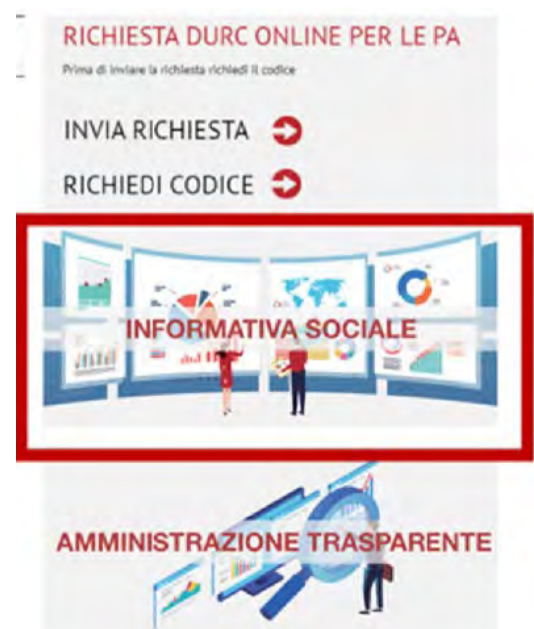 RICHIESTA DURC ONLINE PER LE PA
Prima di inviare la richiesta richiedi il codice
INVIA RICHIESTA
RICHIEDI CODICE
INFORMATIVA SOCIALE
AMMINISTRAZIONE TRASPARENTE